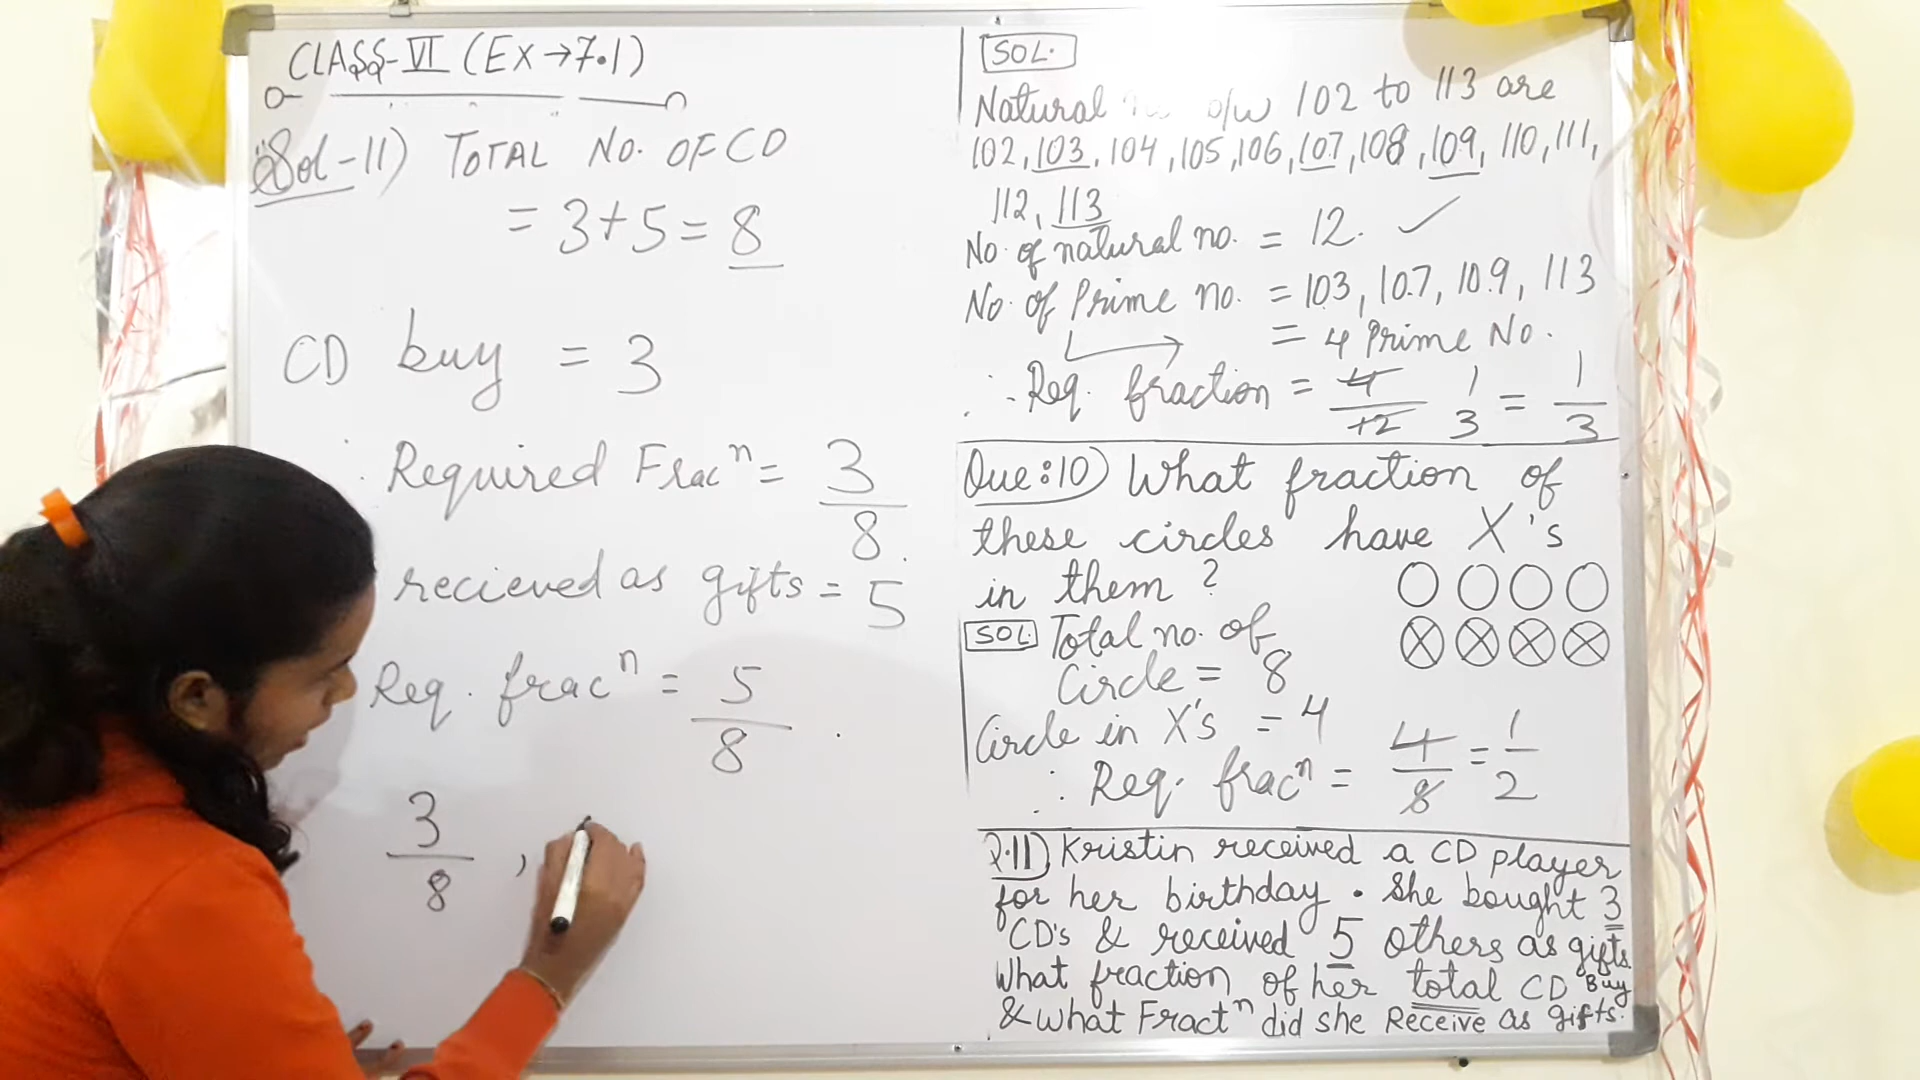 CLASS-VI (EX→7.1)
Sol-11) TOTAL NO. OF CD
= 3+5 = 8
CD buy = 3
∴ Required Fracⁿ = 3/8.
recieved as gifts = 5
Req. fracⁿ = 5/8.
3/8,
SOL.
Natural b/w 102 to 113 are
102, 103, 104, 105, 106, 107, 108, 109, 110, 111,
112, 113
No. of natural no. = 12. ✓
No. of Prime no. = 103, 107, 109, 113
= 4 Prime No.
∴ Req. fraction = 4/12 1/3 = 1/3
Que:10) What fraction of
these circles have X's
in them?
SOL. Total no. of
Circle = 8
Circle in X's = 4
∴ Req. fracⁿ = 4/8 = 1/2
Q.11) Kristin received a CD player
for her birthday. She bought 3
CD's & received 5 others as gifts.
What fraction of her total CD Buy
& what Fractⁿ did she Receive as gifts.